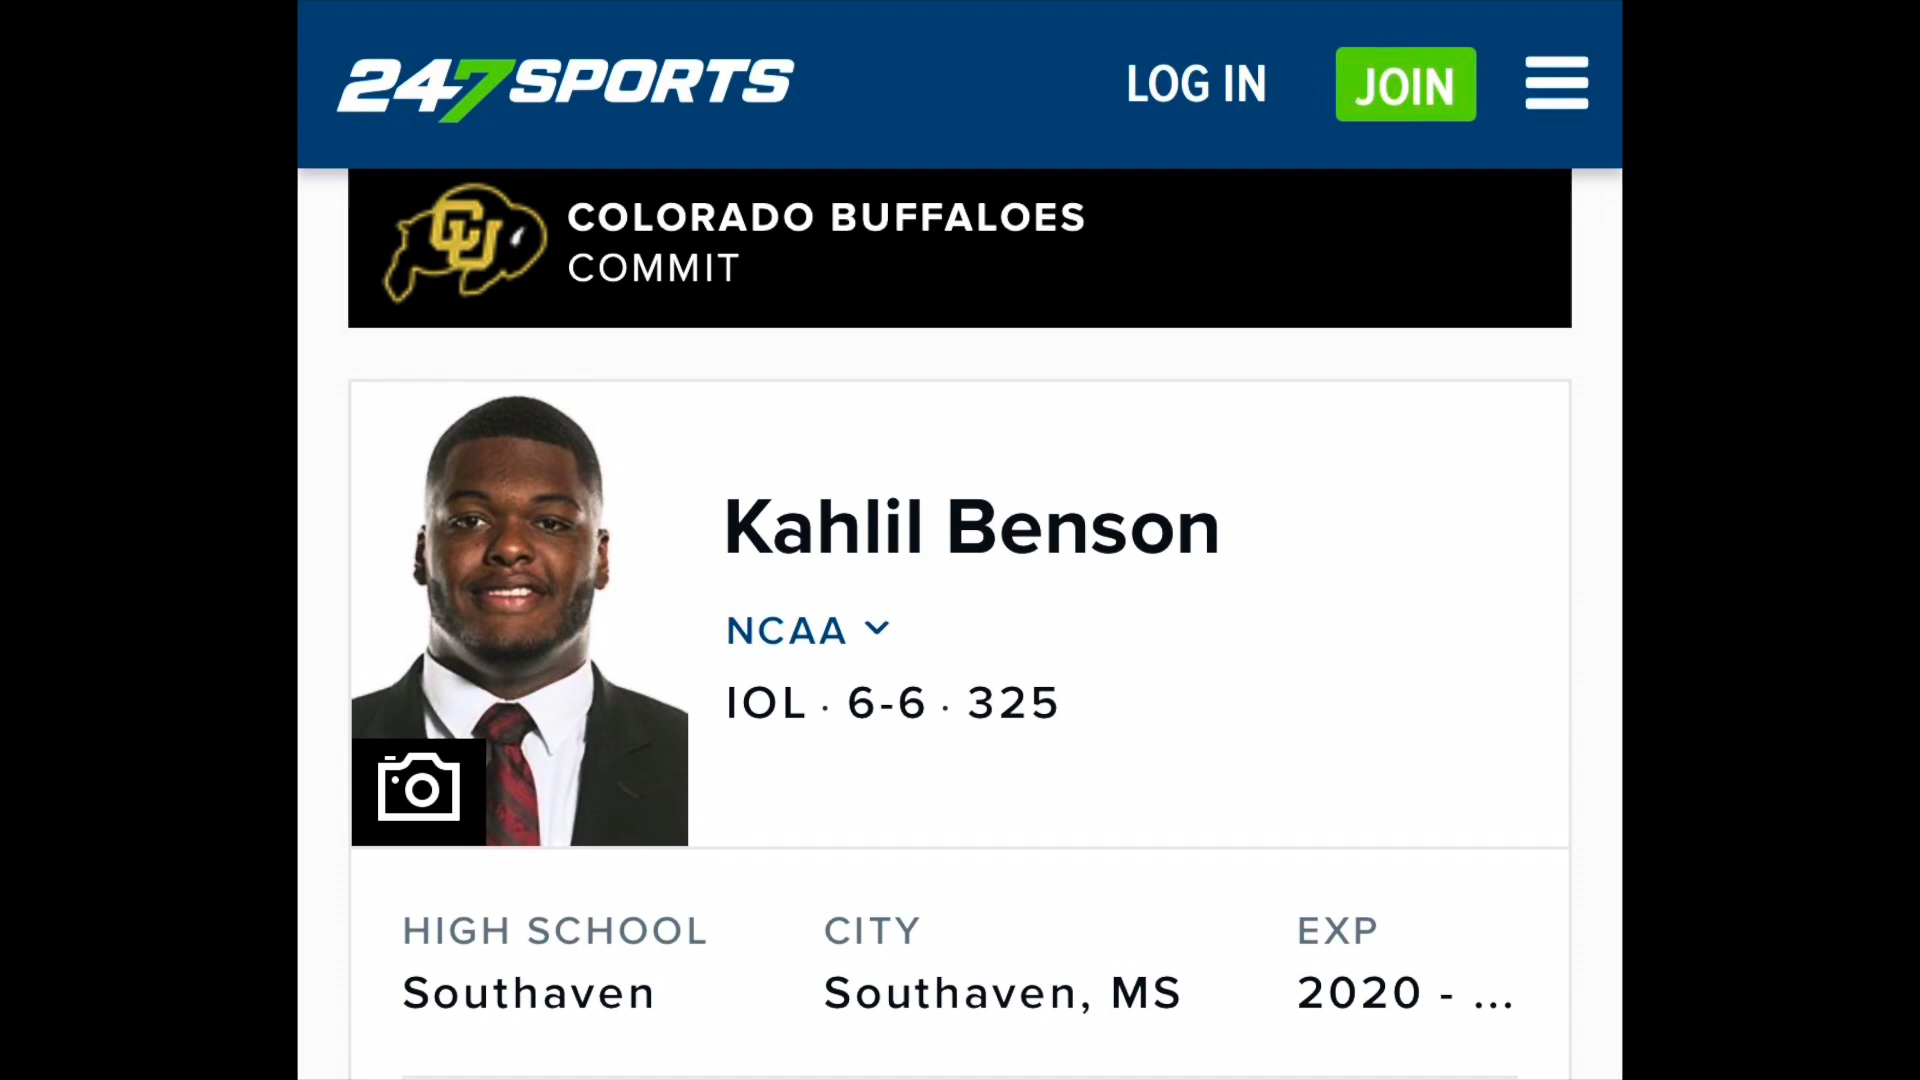 247SPORTS LOG IN JOIN
CU
COLORADO BUFFALOES
COMMIT
Kahlil Benson
NCAA
IOL · 6-6 · 325
HIGH SCHOOL CITY EXP
Southaven Southaven, MS 2020 - ...